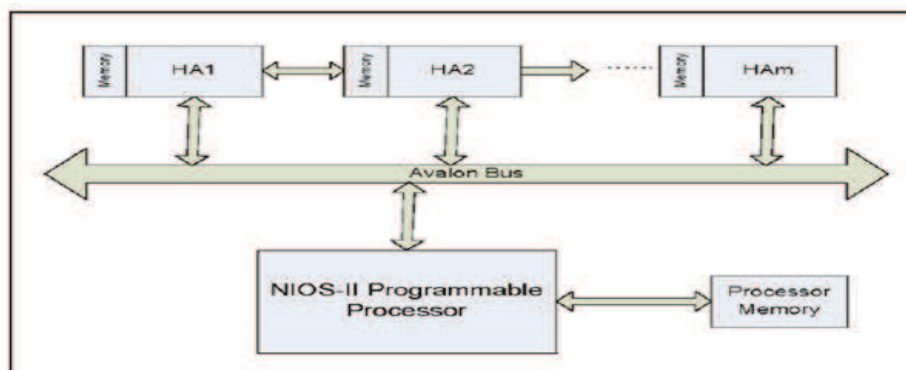 Memory HA1 Memory HA2 ...... Memory HAm
Avalon Bus
NIOS-II Programmable
Processor
Processor
Memory